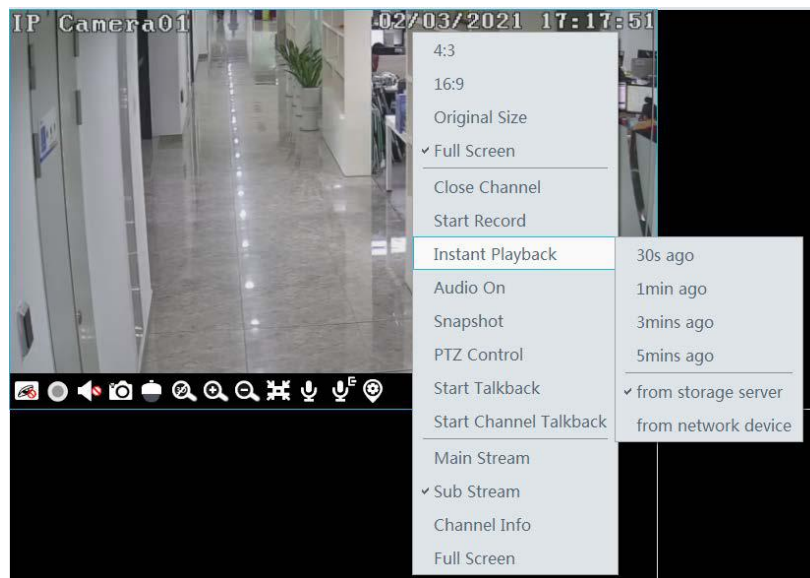 IP Camera01
02/03/2021 17:17:51
4:3
16:9
Original Size
Full Screen
Close Channel
Start Record
Instant Playback
Audio On
Snapshot
PTZ Control
Start Talkback
Start Channel Talkback
Main Stream
Sub Stream
Channel Info
Full Screen
30s ago
1min ago
3mins ago
5mins ago
from storage server
from network device
3D